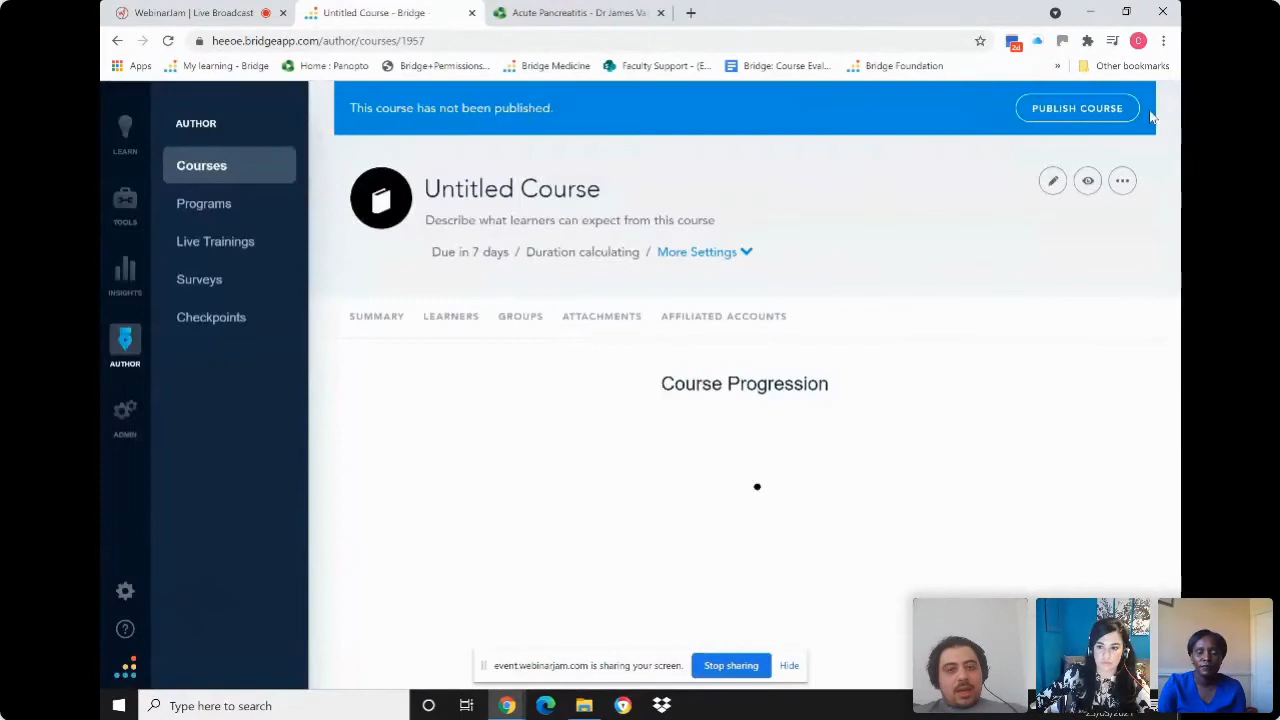 WebinarJam | Live Broadcast
Untitled Course - Bridge -
Acute Pancreatitis - Dr James Va
heeoe.bridgeapp.com/author/courses/1957
2d
C
Apps
My learning - Bridge
Home : Panopto
Bridge+Permissions...
Bridge Medicine
Faculty Support - (E...
Bridge: Course Eval...
Bridge Foundation
»
Other bookmarks
LEARN
TOOLS
INSIGHTS
AUTHOR
ADMIN
AUTHOR
Courses
Programs
Live Trainings
Surveys
Checkpoints
This course has not been published.
PUBLISH COURSE
Untitled Course
Describe what learners can expect from this course
Due in 7 days / Duration calculating / More Settings
SUMMARY
LEARNERS
GROUPS
ATTACHMENTS
AFFILIATED ACCOUNTS
Course Progression
event.webinarjam.com is sharing your screen.
Stop sharing
Hide
Type here to search